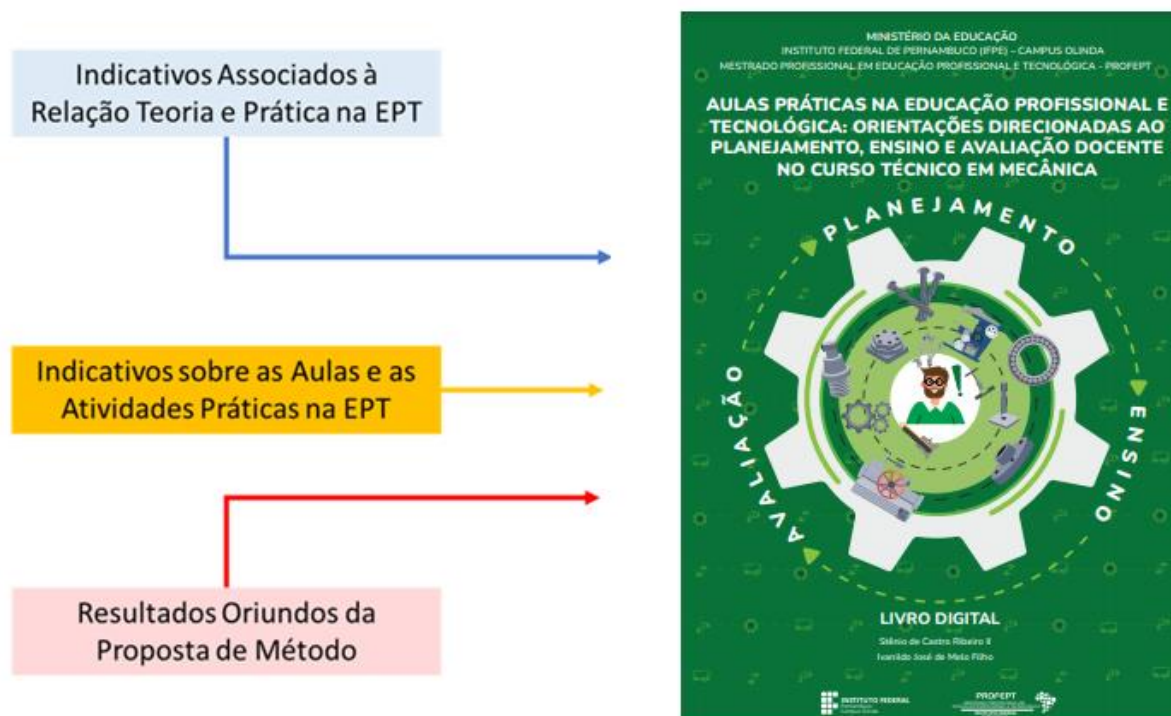 Indicativos Associados à
Relação Teoria e Prática na EPT
Indicativos sobre as Aulas e as
Atividades Práticas na EPT
Resultados Oriundos da
Proposta de Método
MINISTÉRIO DA EDUCAÇÃO
INSTITUTO FEDERAL DE PERNAMBUCO (IFPE) – CAMPUS OLINDA
MESTRADO PROFISSIONAL EM EDUCAÇÃO PROFISSIONAL E TECNOLÓGICA - PROFEPT
AULAS PRÁTICAS NA EDUCAÇÃO PROFISSIONAL E
TECNOLÓGICA: ORIENTAÇÕES DIRECIONADAS AO
PLANEJAMENTO, ENSINO E AVALIAÇÃO DOCENTE
NO CURSO TÉCNICO EM MECÂNICA
PLANEJAMENTO
ENSINO
AVALIAÇÃO
LIVRO DIGITAL
Stênio de Castro Ribeiro II
Ivanildo José de Melo Filho
INSTITUTO FEDERAL
Pernambuco
Campus Olinda
PROFEPT